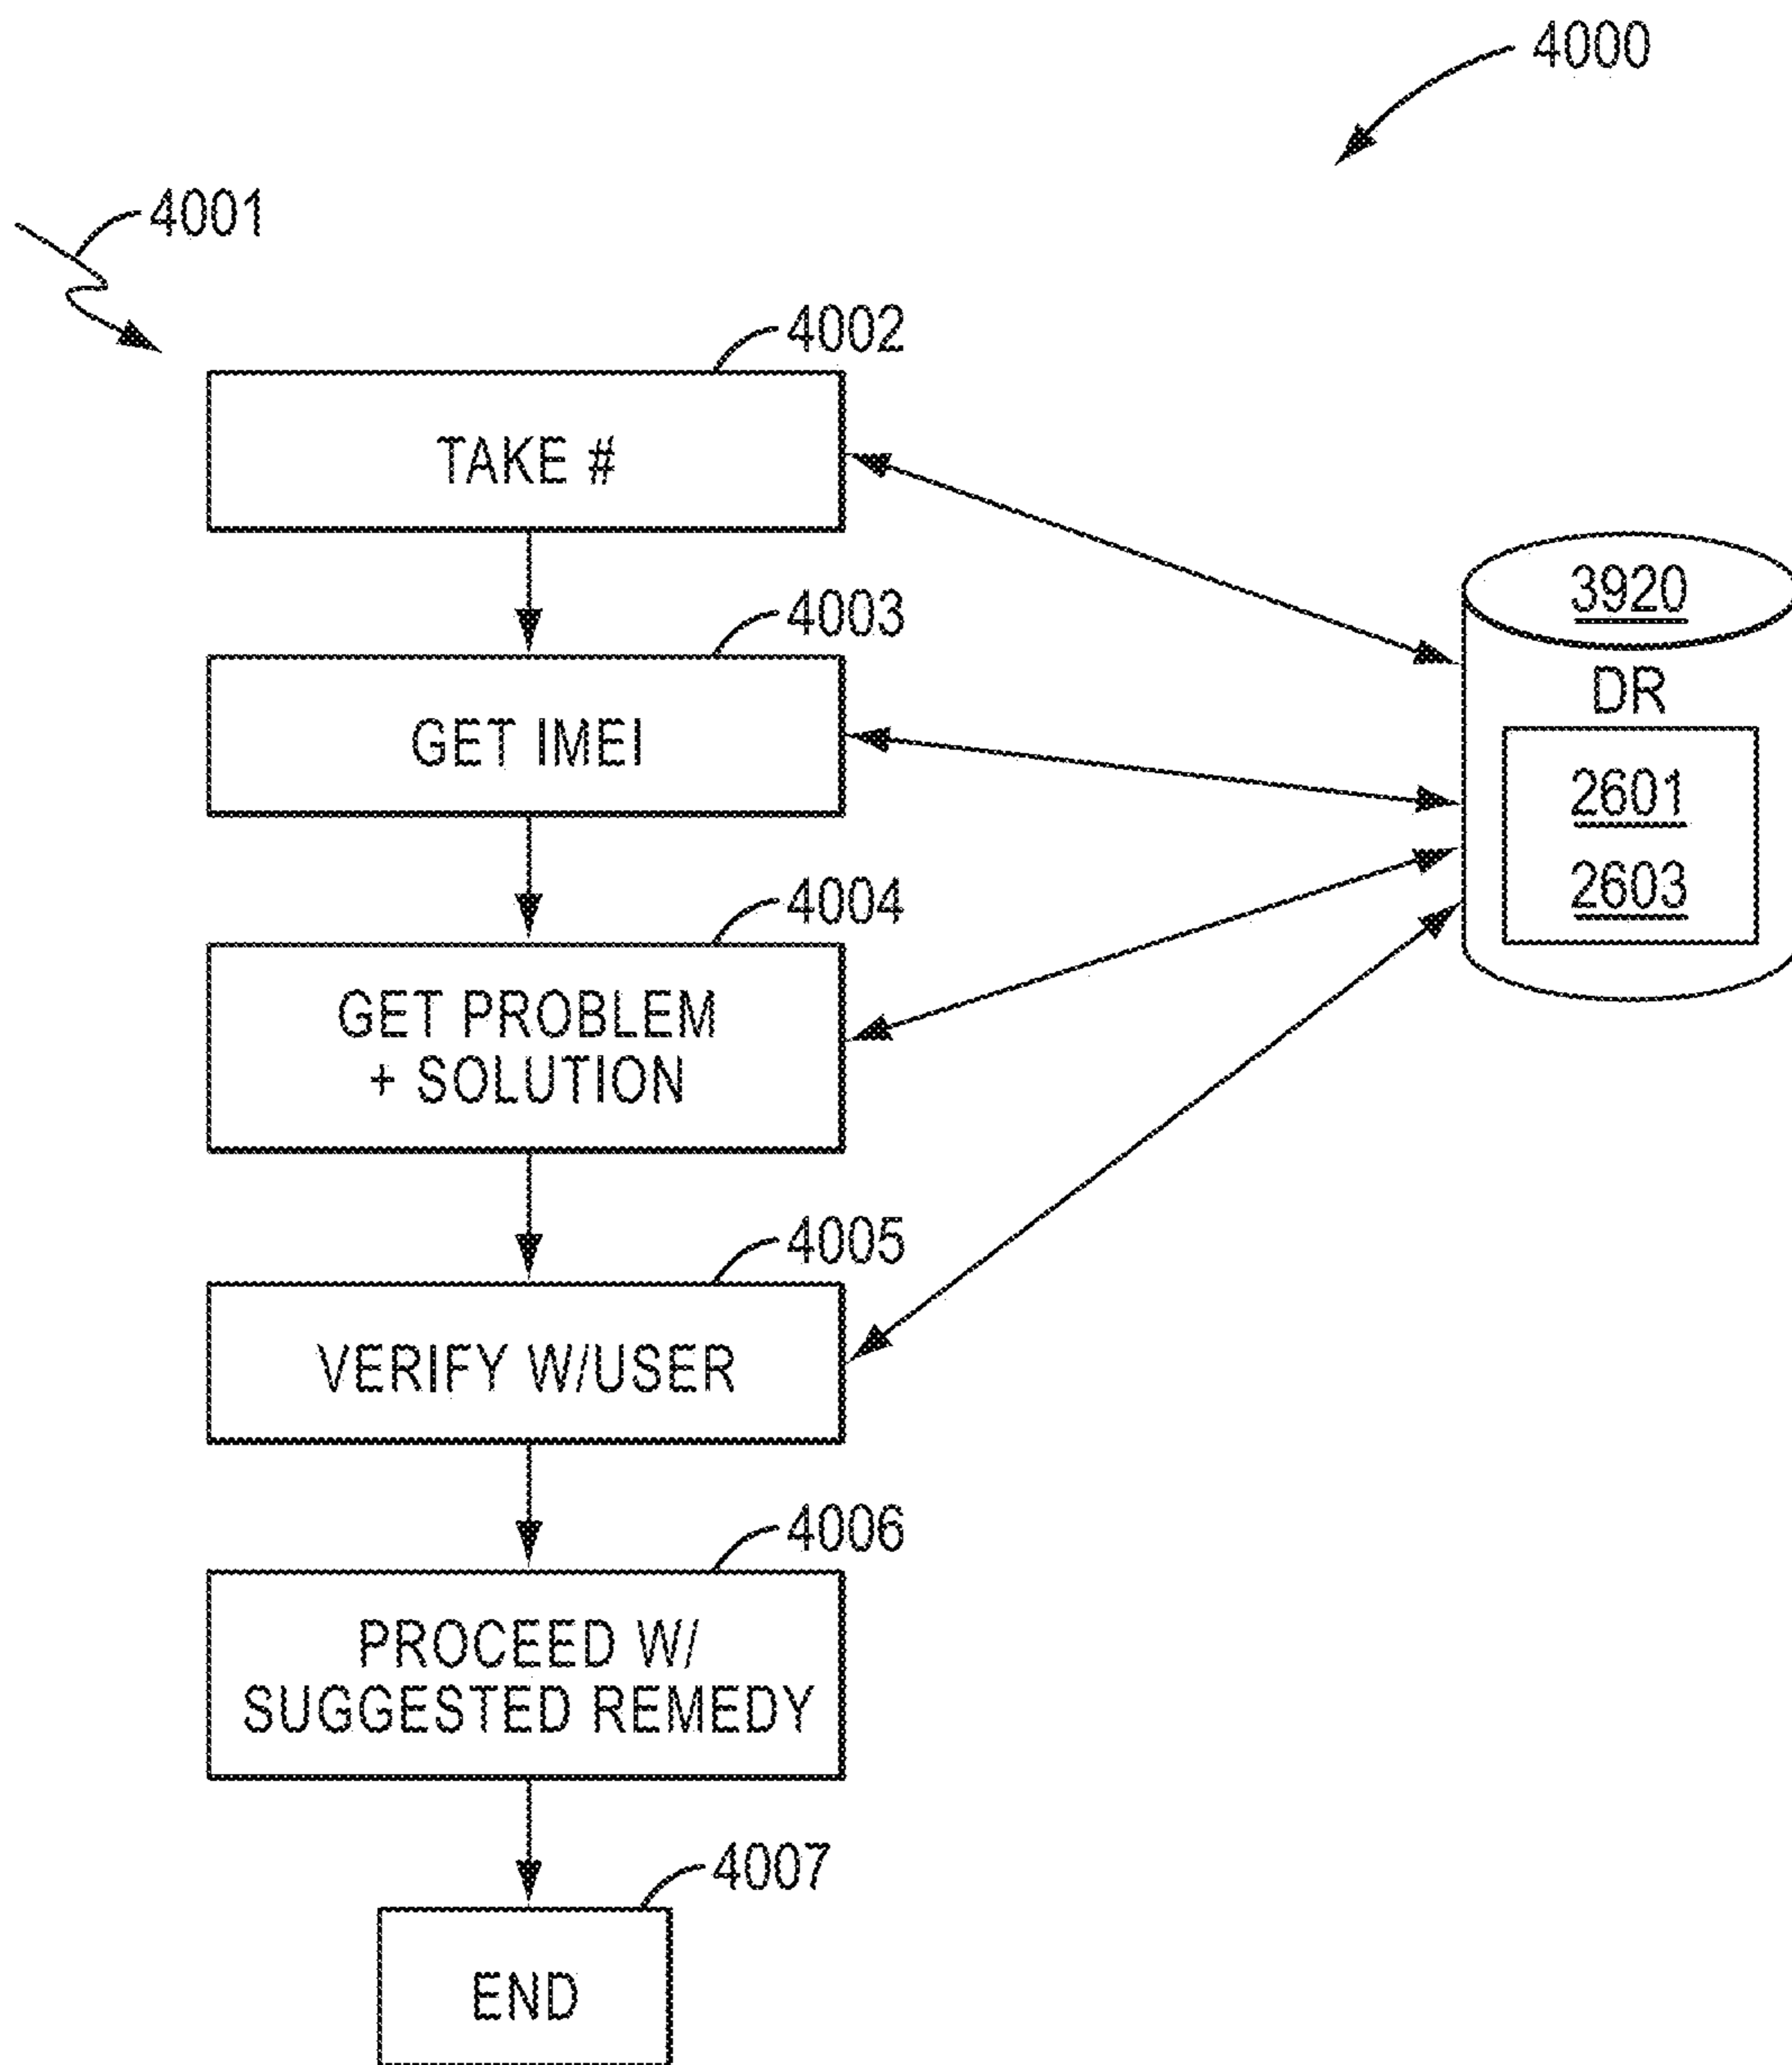 4000
4001
4002
TAKE #
4003
GET IMEI
4004
GET PROBLEM
+ SOLUTION
4005
VERIFY W/USER
4006
PROCEED W/
SUGGESTED REMEDY
4007
END
3920
DR
2601
2603